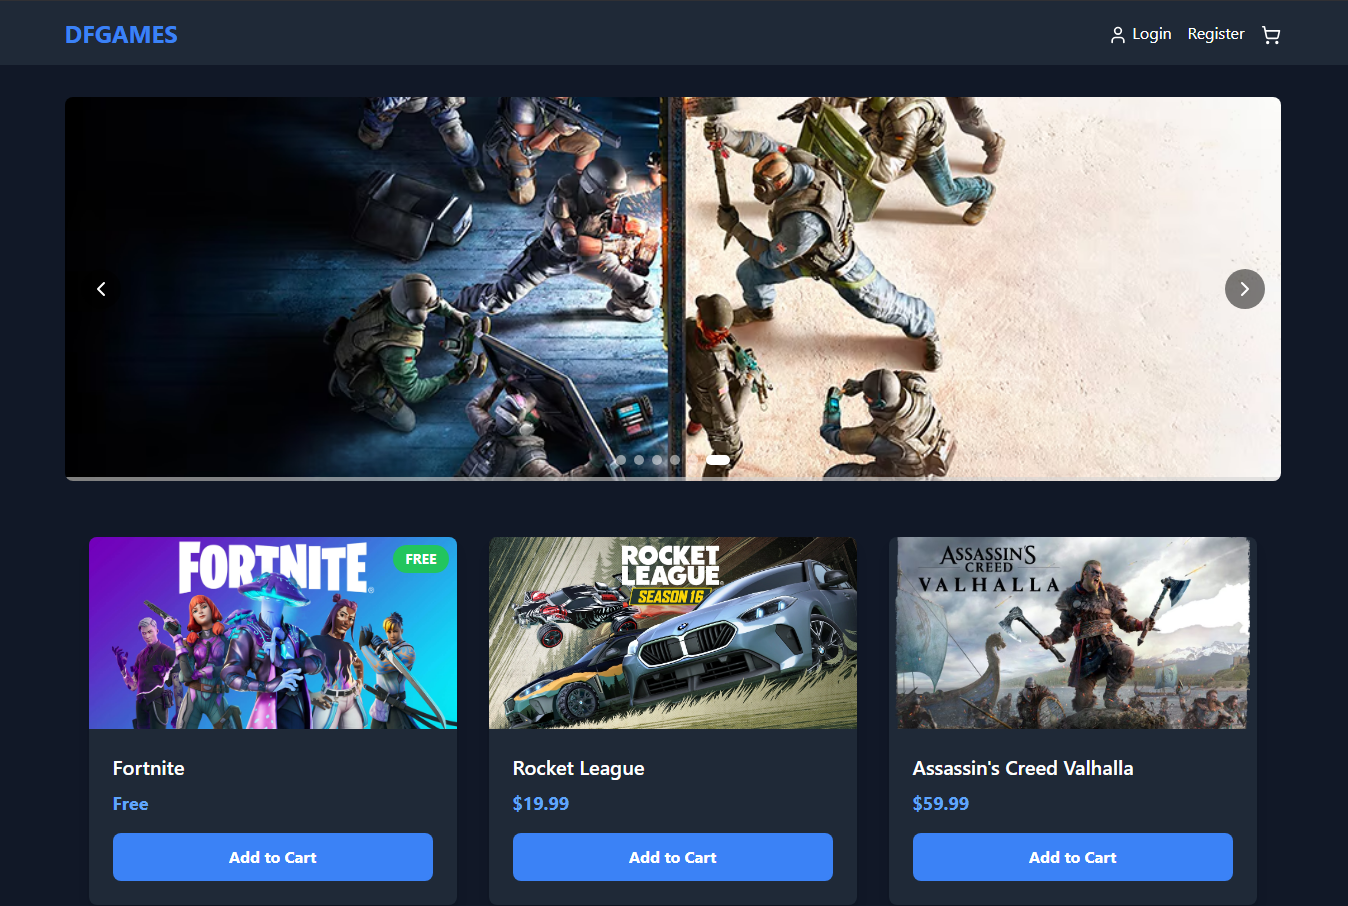 DFGAMES
Login Register
FORTNITE
FREE
ROCKET
LEAGUE
SEASON 16
ASSASSIN'S
CREED
VALHALLA
Fortnite
Free
Add to Cart
Rocket League
$19.99
Add to Cart
Assassin's Creed Valhalla
$59.99
Add to Cart